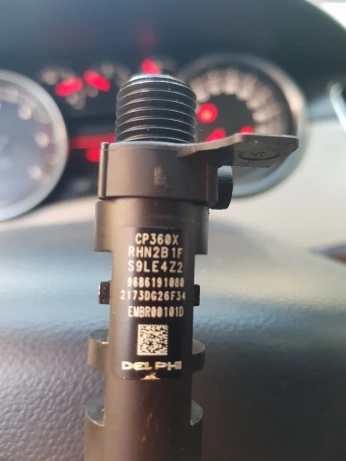 CP360X
RHN2B1F
S9LE4Z2
9686191080
2173DG26F34
EMBR00101D
DELPHI